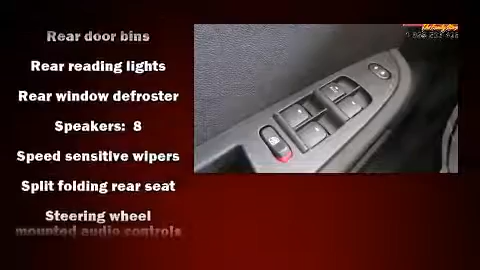 Rear door bins
Rear reading lights
Rear window defroster
Speakers: 8
Speed sensitive wipers
Split folding rear seat
Steering wheel
mounted audio controls